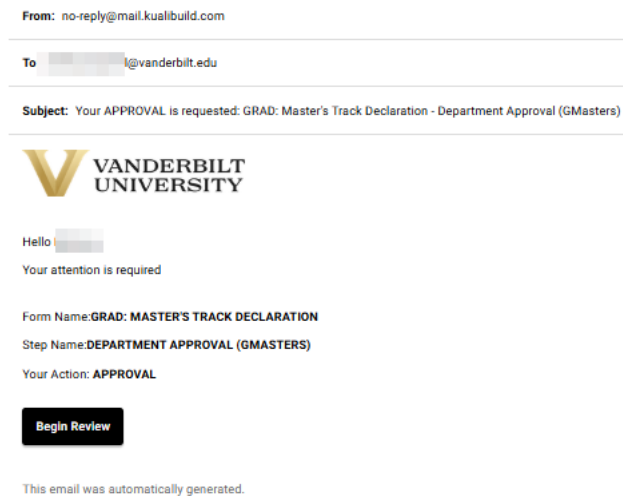 From: no-reply@mail.kualibuild.com
To l@vanderbilt.edu
Subject: Your APPROVAL is requested: GRAD: Master's Track Declaration - Department Approval (GMasters)
VANDERBILT
UNIVERSITY
Hello
Your attention is required
Form Name:GRAD: MASTER'S TRACK DECLARATION
Step Name:DEPARTMENT APPROVAL (GMASTERS)
Your Action: APPROVAL
Begin Review
This email was automatically generated.